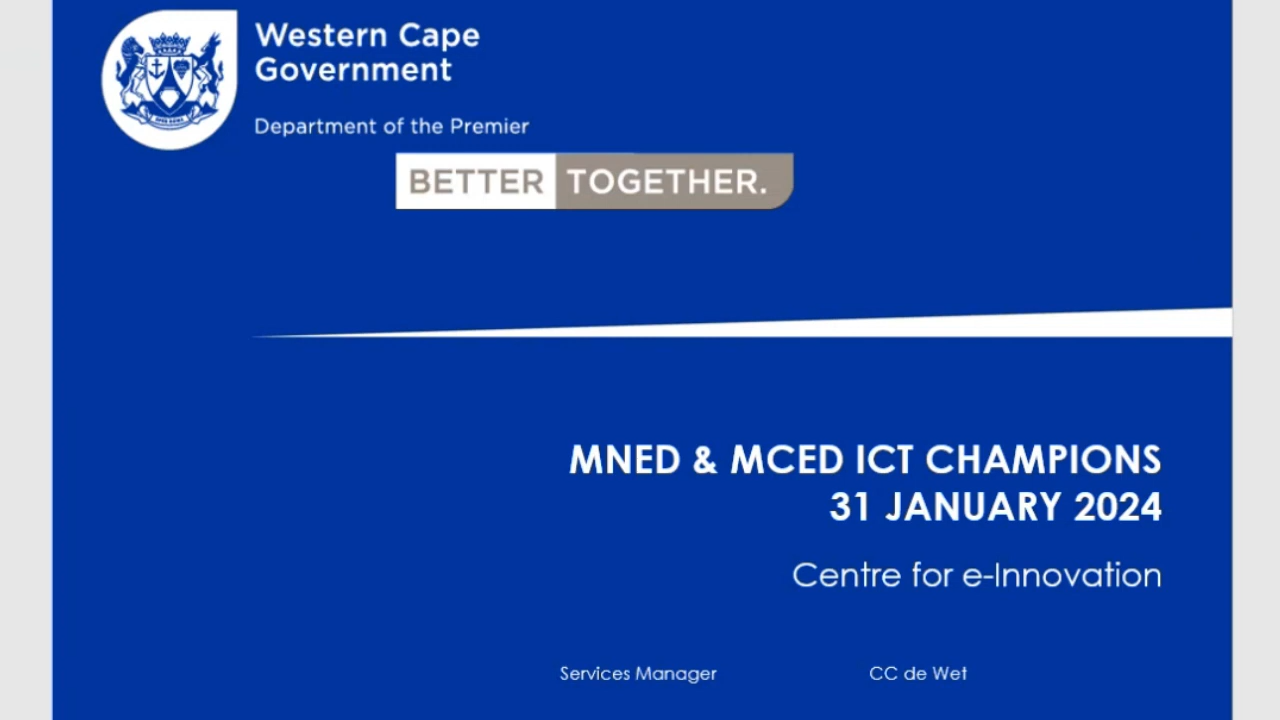 Western Cape
Government
Department of the Premier
BETTER TOGETHER.
MNED & MCED ICT CHAMPIONS
31 JANUARY 2024
Centre for e-Innovation
Services Manager CC de Wet